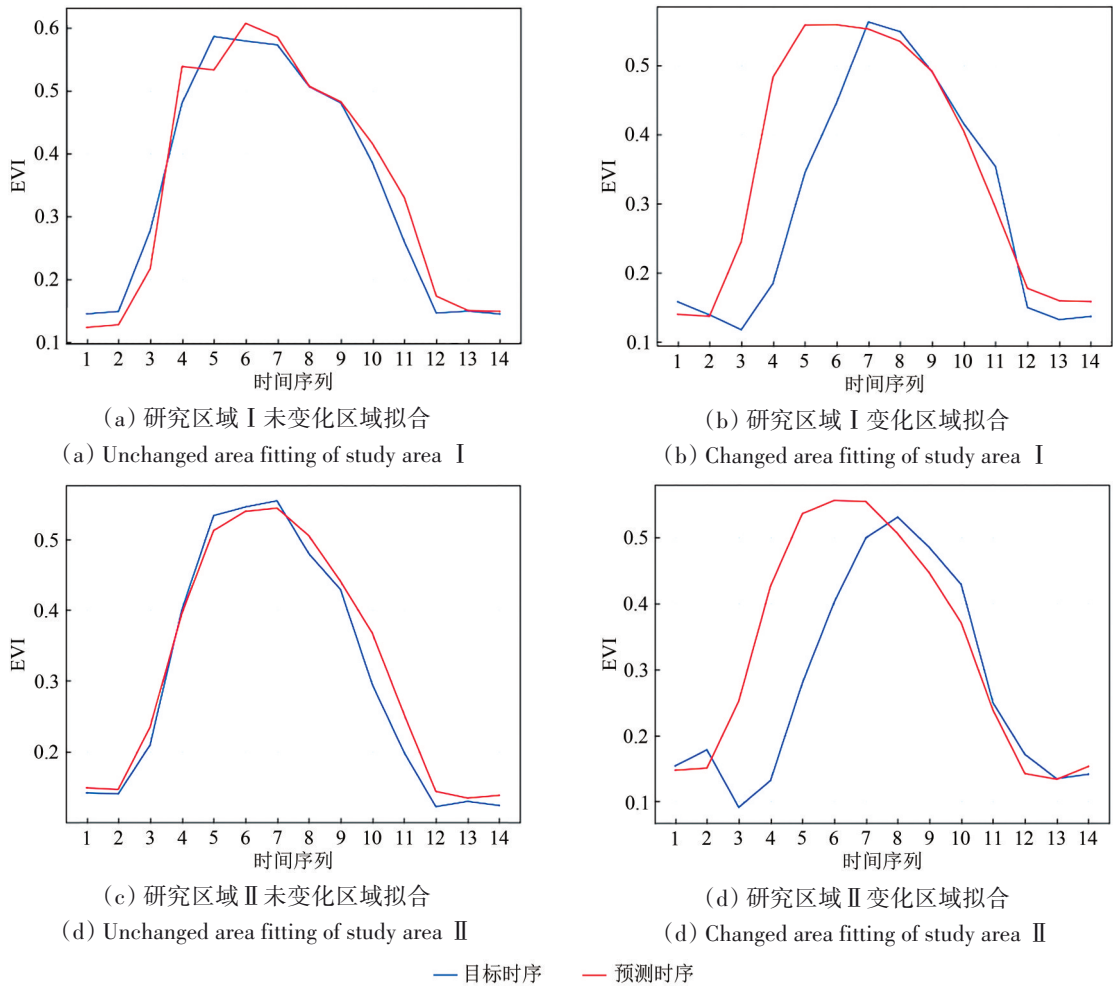 0.6
0.5
0.4
0.3
0.2
0.1
EVI
1 2 3 4 5 6 7 8 9 10 11 12 13 14
时间序列
(a)研究区域Ⅰ未变化区域拟合
(a)Unchanged area fitting of study area Ⅰ
0.5
0.4
0.3
0.2
0.1
EVI
1 2 3 4 5 6 7 8 9 10 11 12 13 14
时间序列
(b)研究区域Ⅰ变化区域拟合
(b)Changed area fitting of study area Ⅰ
0.5
0.4
0.3
0.2
EVI
1 2 3 4 5 6 7 8 9 10 11 12 13 14
时间序列
(c)研究区域Ⅱ未变化区域拟合
(d)Unchanged area fitting of study area Ⅱ
0.5
0.4
0.3
0.2
0.1
EVI
1 2 3 4 5 6 7 8 9 10 11 12 13 14
时间序列
(d)研究区域Ⅱ变化区域拟合
(d)Changed area fitting of study area Ⅱ
目标时序 预测时序